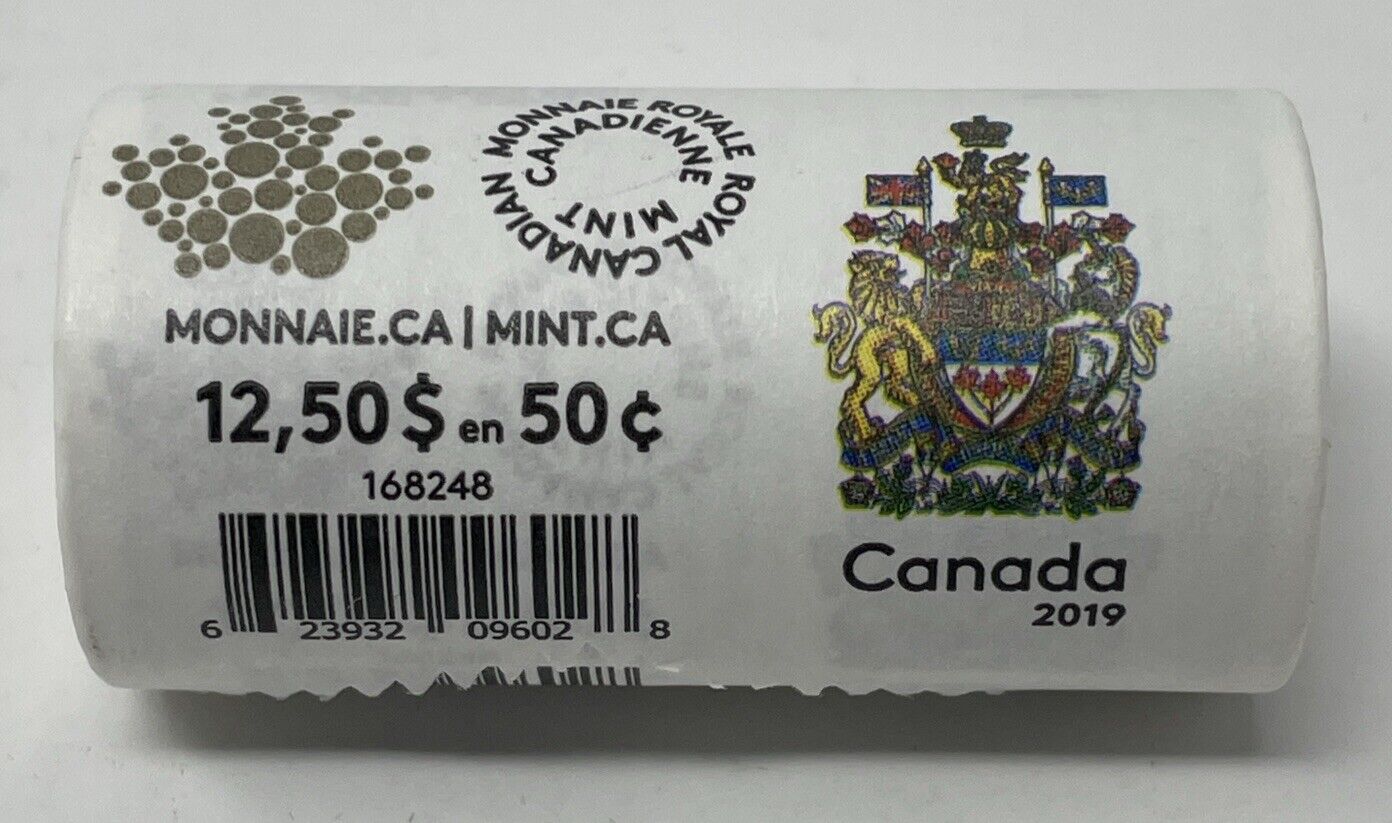 MONNAIE ROYALE CANADIENNE
ROYAL CANADIAN MINT
MONNAIE.CA | MINT.CA
12,50 $ en 50 ¢
168248
6 23932 09602 8
Canada
2019